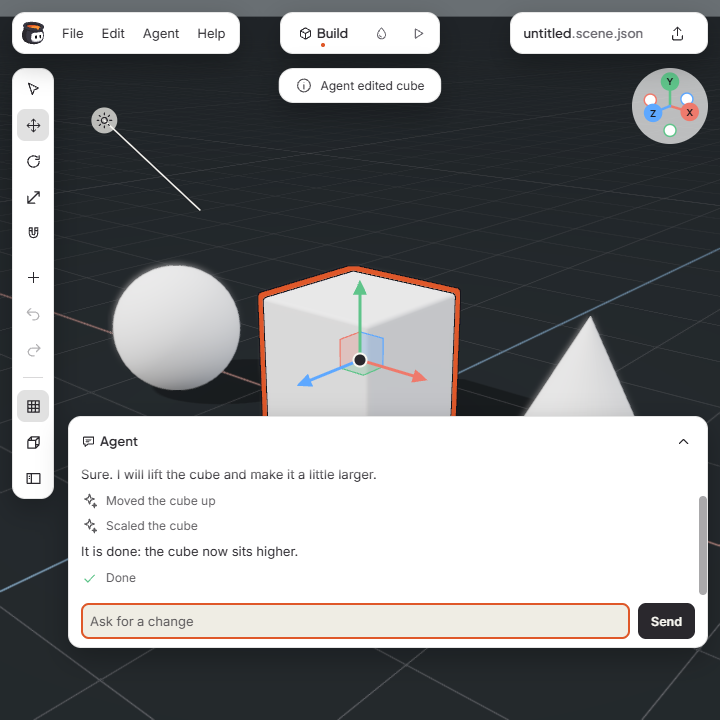 File Edit Agent Help
Build
untitled.scene.json
Agent edited cube
Y
Z
X
Agent
Sure. I will lift the cube and make it a little larger.
Moved the cube up
Scaled the cube
It is done: the cube now sits higher.
Done
Ask for a change
Send